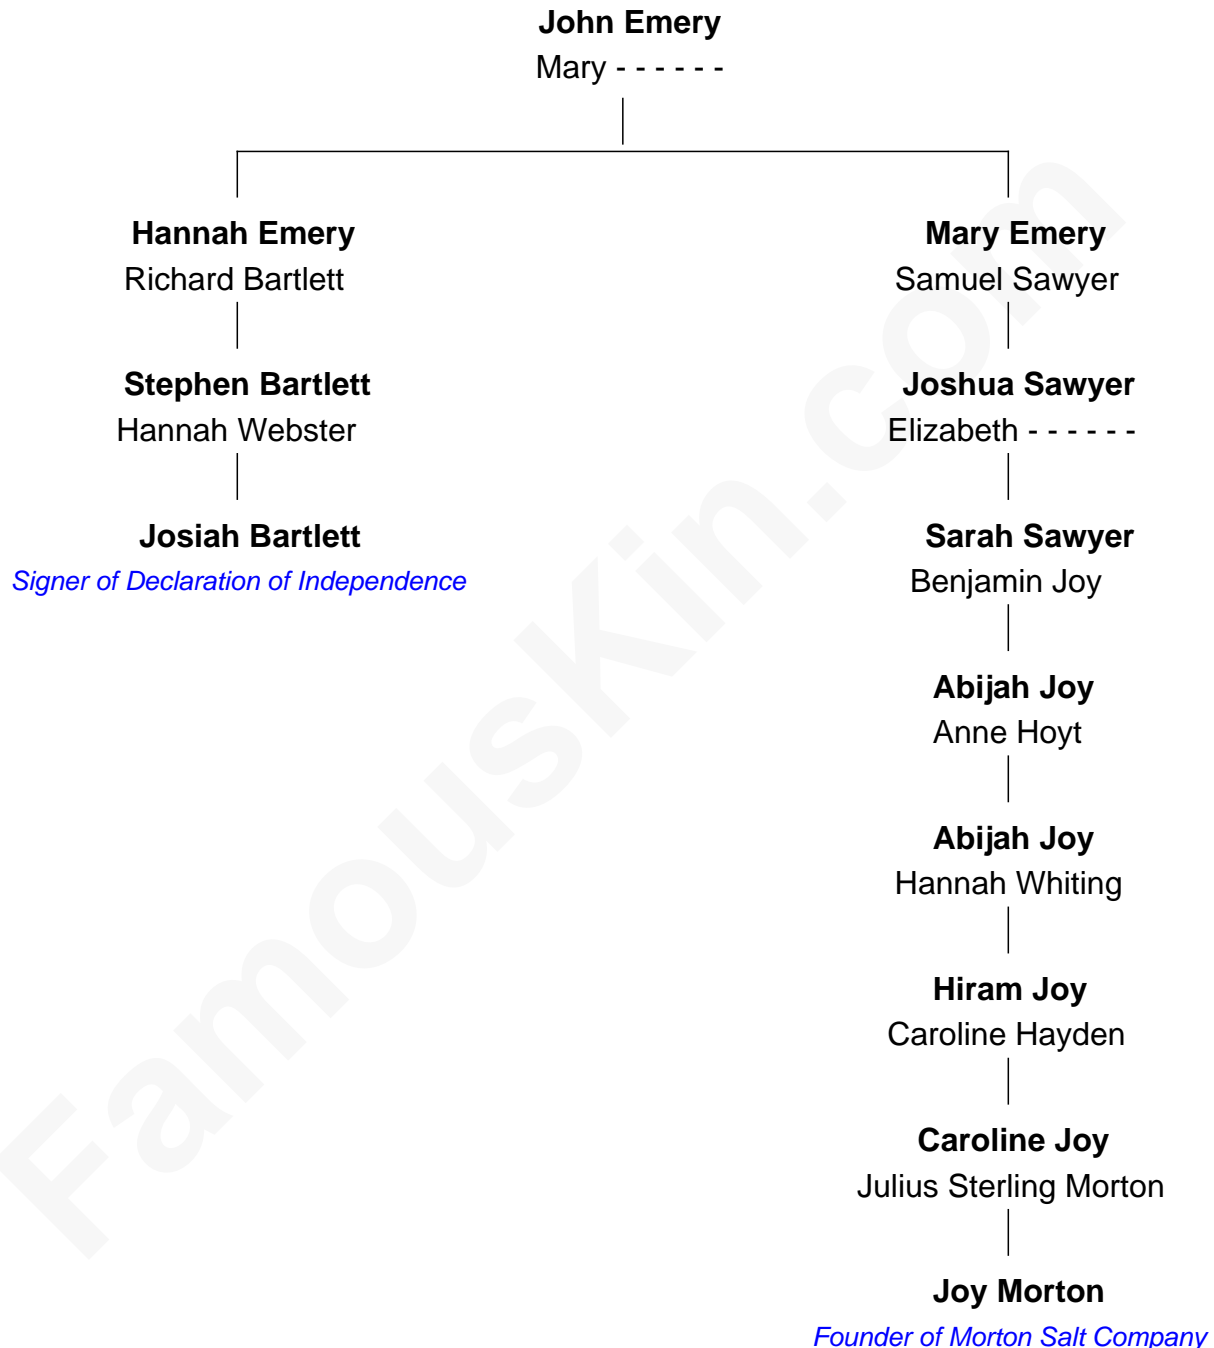 John Emery
Mary - - - - - -
Hannah Emery
Richard Bartlett
Mary Emery
Samuel Sawyer
Stephen Bartlett
Hannah Webster
Joshua Sawyer
Elizabeth - - - - - -
Josiah Bartlett
Signer of Declaration of Independence
Sarah Sawyer
Benjamin Joy
Abijah Joy
Anne Hoyt
Abijah Joy
Hannah Whiting
Hiram Joy
Caroline Hayden
Caroline Joy
Julius Sterling Morton
Joy Morton
Founder of Morton Salt Company
FamousKin.com